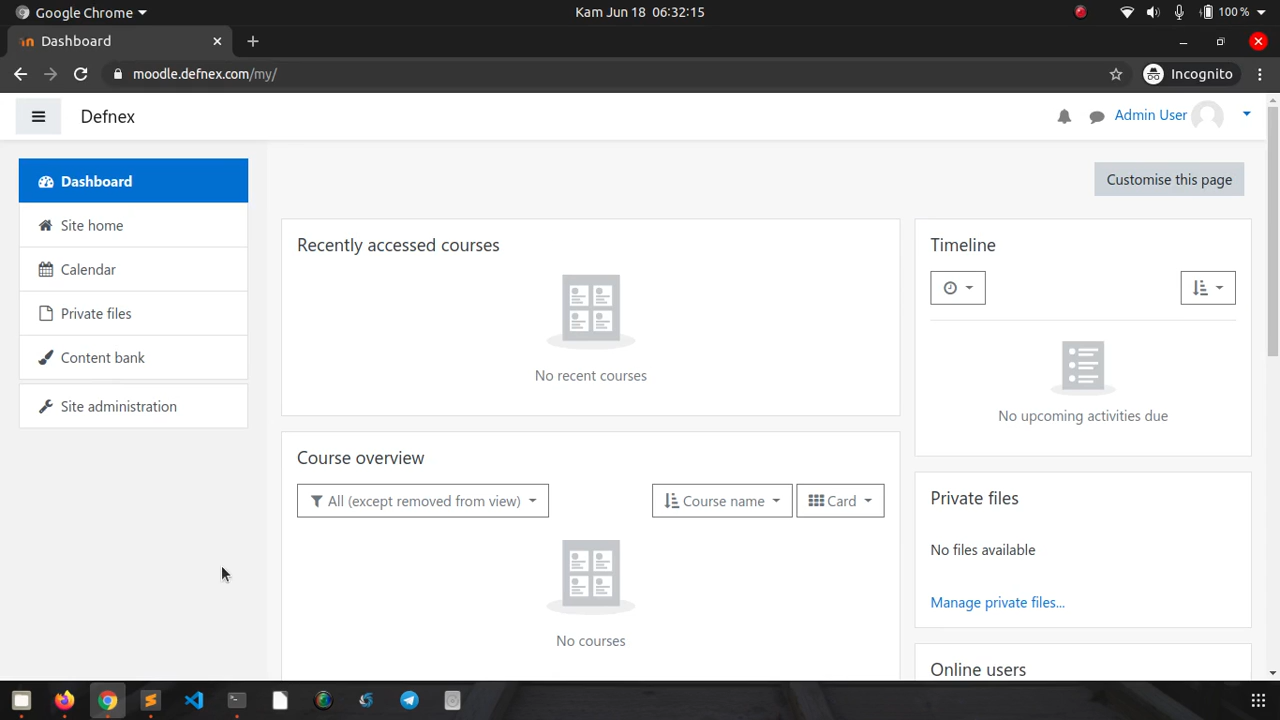 Google Chrome
Kam Jun 18 06:32:15
100 %
Dashboard
moodle.defnex.com/my/
Incognito
Defnex
Admin User
Dashboard
Customise this page
Site home
Calendar
Private files
Content bank
Site administration
Recently accessed courses
No recent courses
Timeline
No upcoming activities due
Course overview
All (except removed from view)
Course name
Card
No courses
Private files
No files available
Manage private files...
Online users